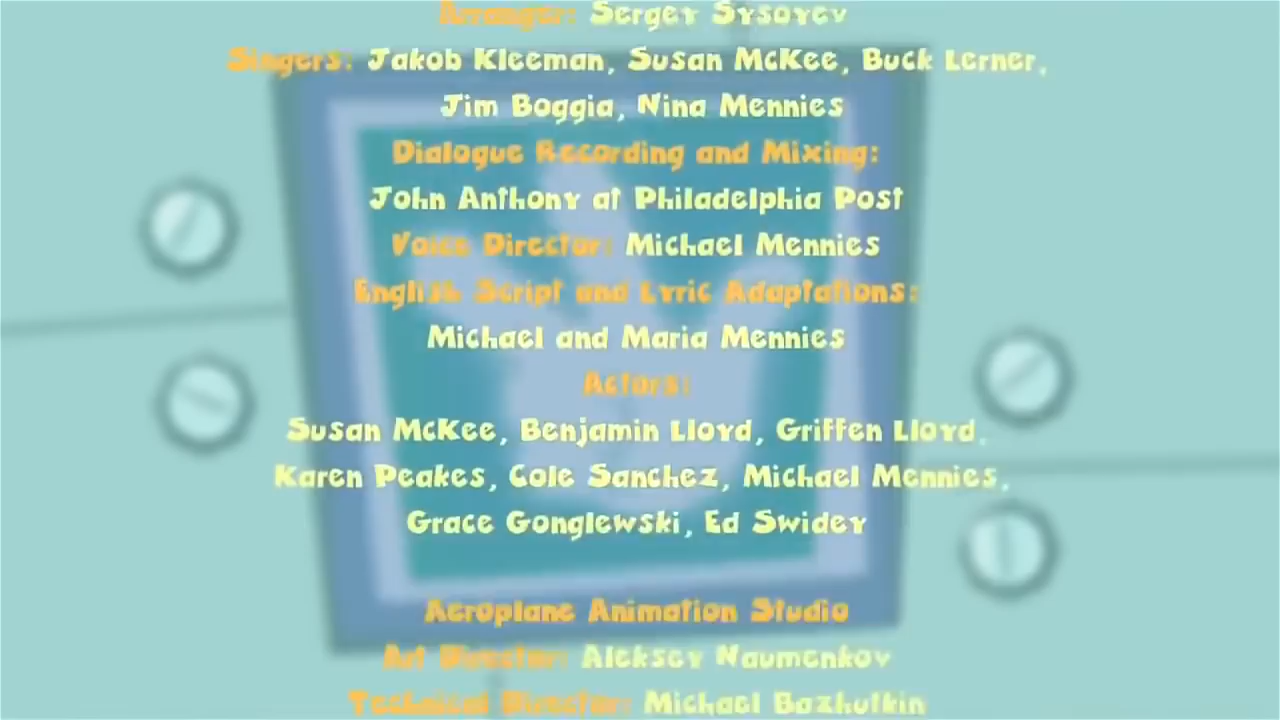 Arranger: Sergey Sysoyev
Singers: Jakob Kleeman, Susan McKee, Buck Lerner,
Jim Boggia, Nina Mennies
Dialogue Recording and Mixing:
John Anthony at Philadelphia Post
Voice Director: Michael Mennies
English Script and Lyric Adaptations:
Michael and Maria Mennies
Actors:
Susan McKee, Benjamin Lloyd, Griffen Lloyd,
Karen Peakes, Cole Sanchez, Michael Mennies,
Grace Gonglewski, Ed Swidey
Aeroplane Animation Studio
Art Director: Aleksey Naumenkov
Technical Director: Michael Bazhutkin